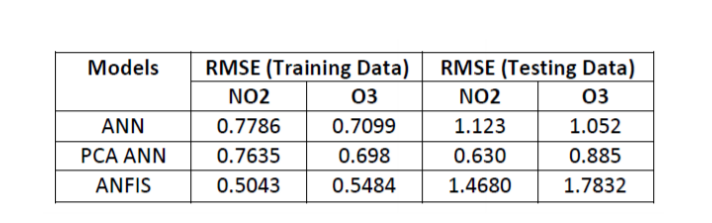 Models RMSE (Training Data) RMSE (Testing Data)
NO2 O3 NO2 O3
ANN 0.7786 0.7099 1.123 1.052
PCA ANN 0.7635 0.698 0.630 0.885
ANFIS 0.5043 0.5484 1.4680 1.7832